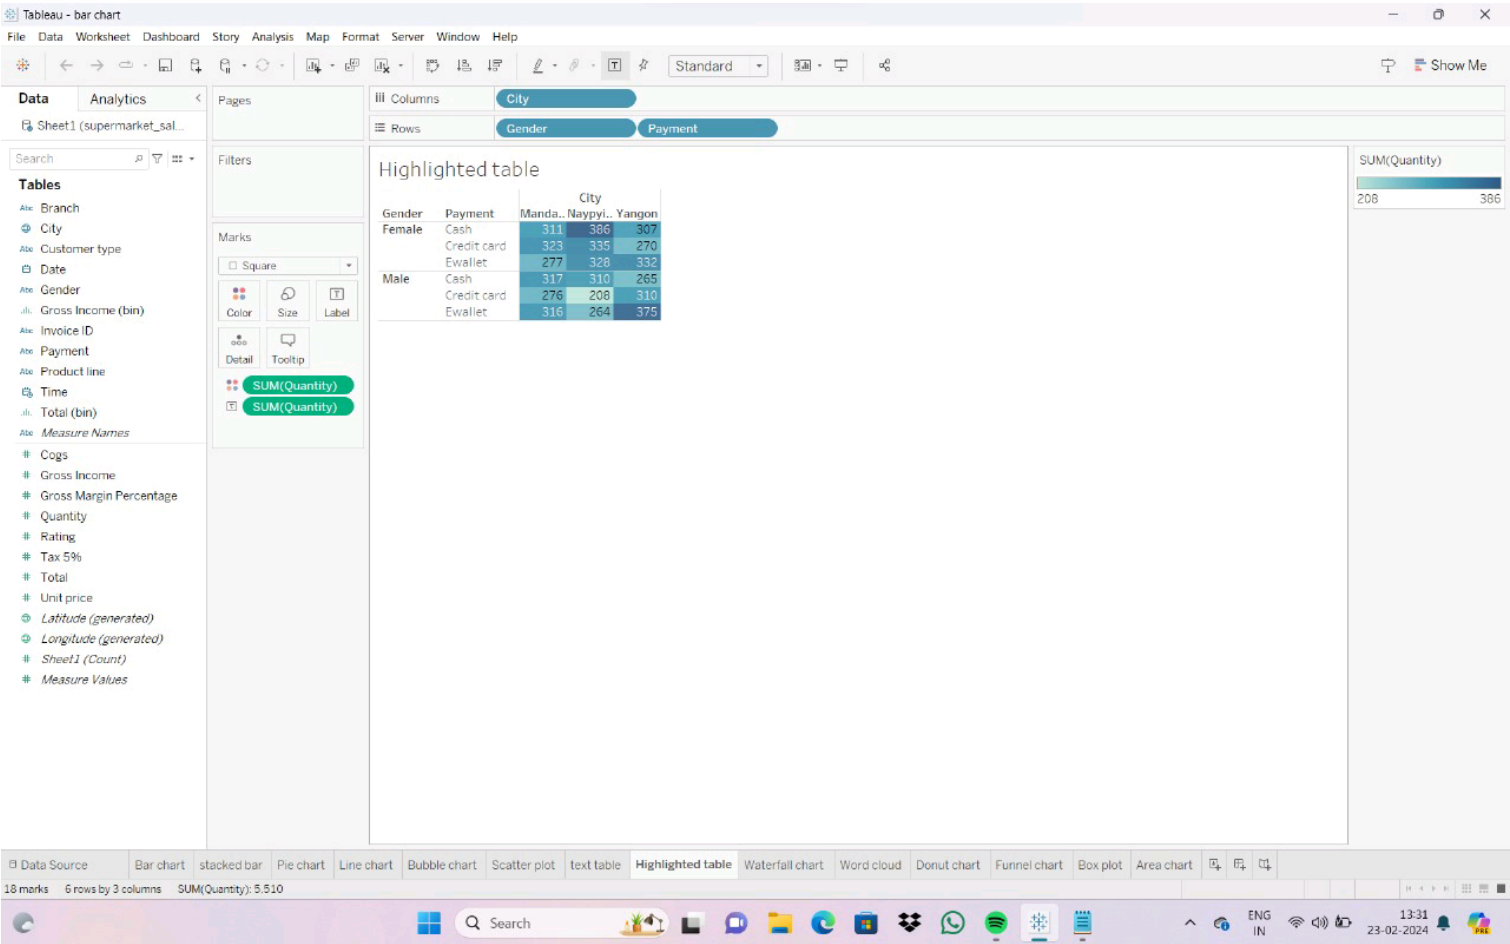 Tableau - bar chart
File Data Worksheet Dashboard Story Analysis Map Format Server Window Help
Standard
Show Me
Data Analytics
Sheet1 (supermarket_sal...
Search
Tables
Abc Branch
City
Abc Customer type
Date
Abc Gender
Gross Income (bin)
Abc Invoice ID
Abc Payment
Abc Product line
Time
Total (bin)
Abc Measure Names
# Cogs
# Gross Income
# Gross Margin Percentage
# Quantity
# Rating
# Tax 5%
# Total
# Unit price
Latitude (generated)
Longitude (generated)
# Sheet1 (Count)
# Measure Values
Pages
Filters
Marks
Square
Color Size Label
Detail Tooltip
SUM(Quantity)
SUM(Quantity)
Columns City
Rows Gender Payment
Highlighted table
City
Gender Payment Manda.. Naypyi.. Yangon
Female Cash 311 386 307
Credit card 323 335 270
Ewallet 277 328 332
Male Cash 317 310 265
Credit card 276 208 310
Ewallet 316 264 375
SUM(Quantity)
208 386
Data Source Bar chart stacked bar Pie chart Line chart Bubble chart Scatter plot text table Highlighted table Waterfall chart Word cloud Donut chart Funnel chart Box plot Area chart
18 marks 6 rows by 3 columns SUM(Quantity): 5,510
Search
ENG
IN
13:31
23-02-2024
PRE